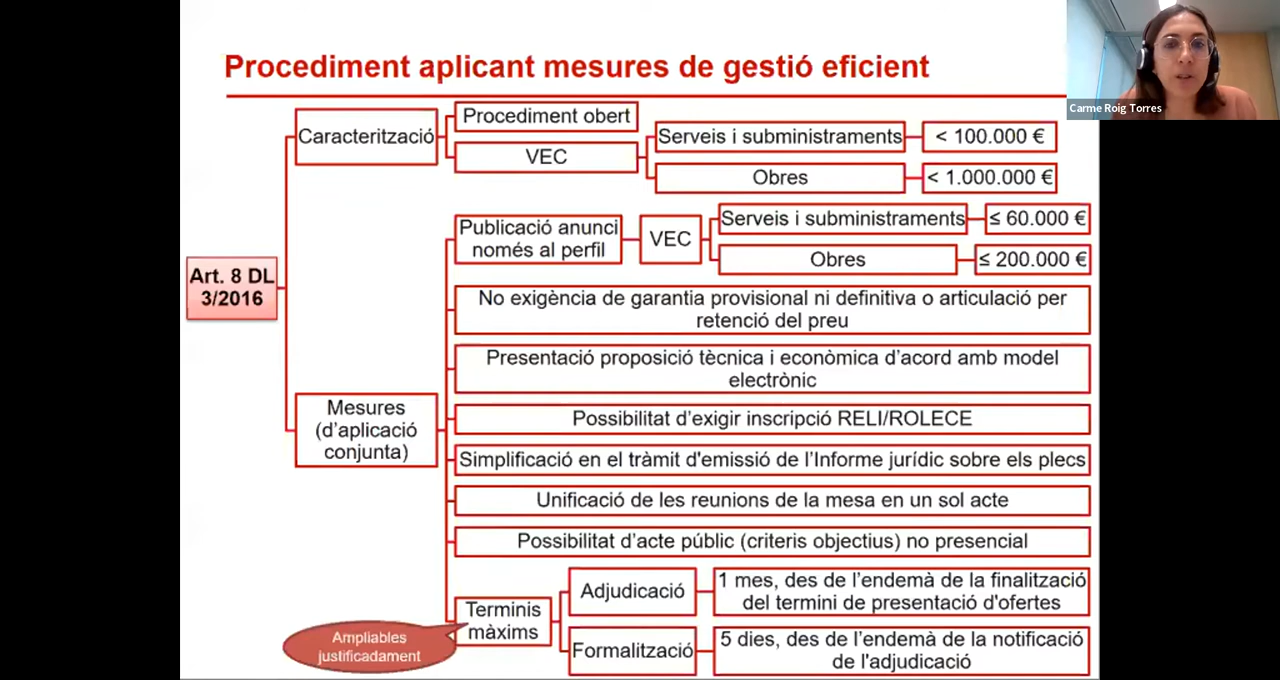 Procediment aplicant mesures de gestió eficient
Carme Roig Torres
Caracterització
Procediment obert
VEC
Serveis i subministraments
< 100.000 €
Obres
< 1.000.000 €
Art. 8 DL
3/2016
Publicació anunci
només al perfil
VEC
Serveis i subministraments
≤ 60.000 €
Obres
≤ 200.000 €
No exigència de garantia provisional ni definitiva o articulació per
retenció del preu
Presentació proposició tècnica i econòmica d’acord amb model
electrònic
Mesures
(d’aplicació
conjunta)
Possibilitat d’exigir inscripció RELI/ROLECE
Simplificació en el tràmit d'emissió de l’Informe jurídic sobre els plecs
Unificació de les reunions de la mesa en un sol acte
Possibilitat d’acte públic (criteris objectius) no presencial
Terminis
màxims
Ampliables
justificadament
Adjudicació
1 mes, des de l’endemà de la finalització
del termini de presentació d'ofertes
Formalització
5 dies, des de l’endemà de la notificació
de l'adjudicació